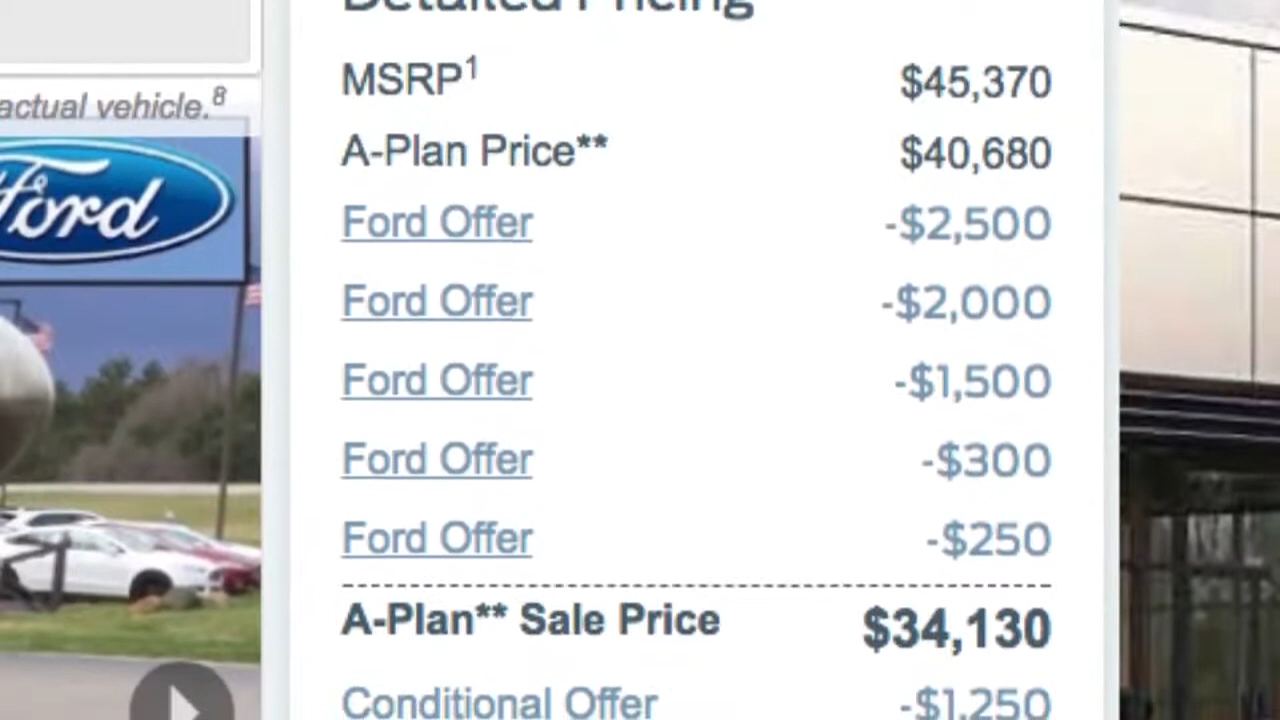 Detailed Pricing
MSRP1 $45,370
actual vehicle.8
A-Plan Price** $40,680
Ford
Ford Offer -$2,500
Ford Offer -$2,000
Ford Offer -$1,500
Ford Offer -$300
Ford Offer -$250
A-Plan** Sale Price $34,130
Conditional Offer -$1,250